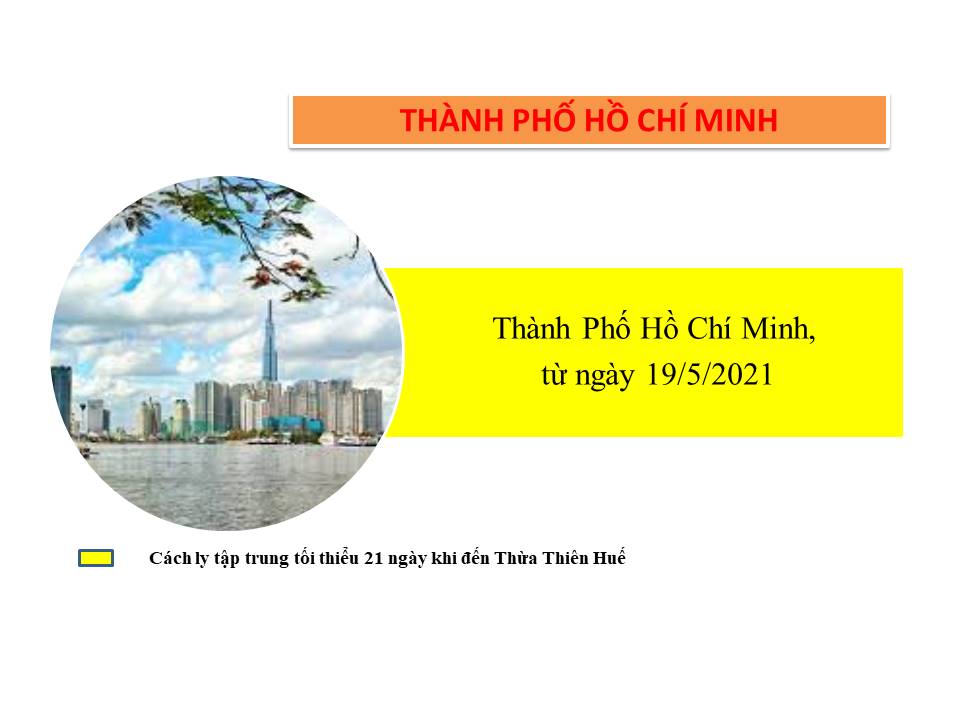 THÀNH PHỐ HỒ CHÍ MINH
Thành Phố Hồ Chí Minh,
từ ngày 19/5/2021
Cách ly tập trung tối thiểu 21 ngày khi đến Thừa Thiên Huế